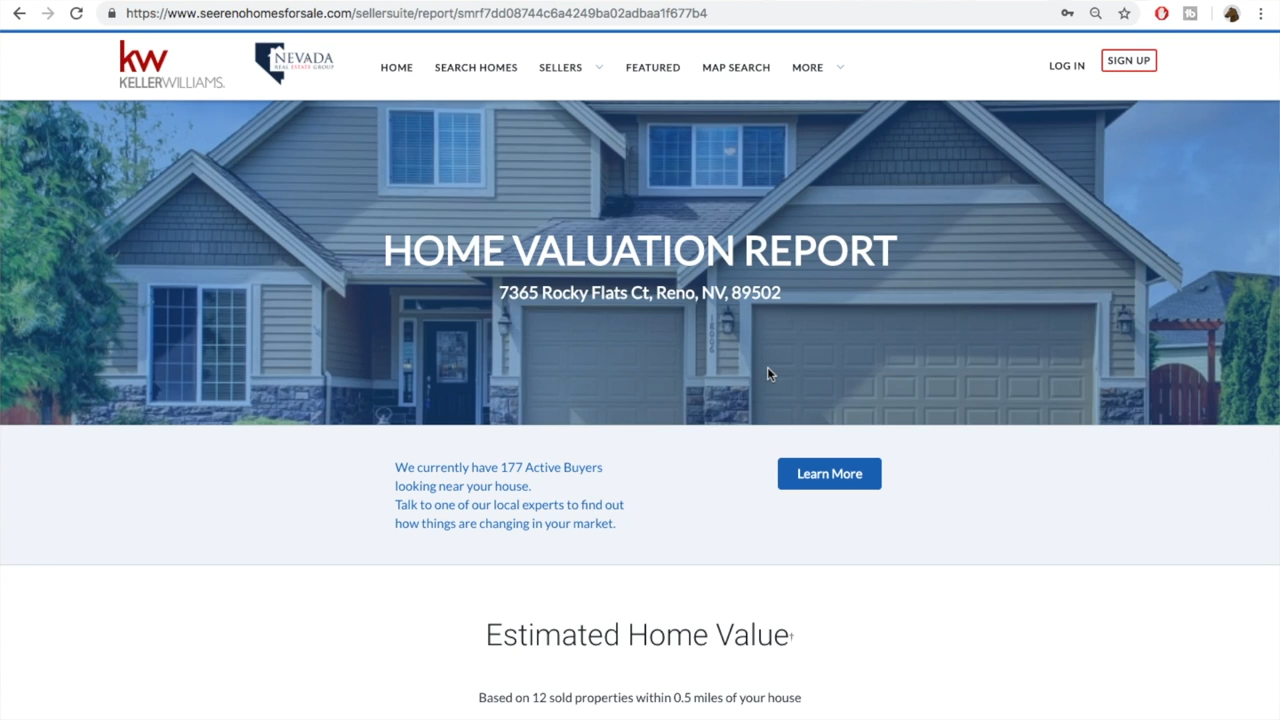 https://www.seerenohomesforsale.com/sellersuite/report/smrf7dd08744c6a4249ba02adbaa1f677b4
kw
KELLERWILLIAMS.
NEVADA
REAL ESTATE GROUP
HOME
SEARCH HOMES
SELLERS
FEATURED
MAP SEARCH
MORE
LOG IN
SIGN UP
HOME VALUATION REPORT
7365 Rocky Flats Ct, Reno, NV, 89502
We currently have 177 Active Buyers
looking near your house.
Talk to one of our local experts to find out
how things are changing in your market.
Learn More
Estimated Home Value†
Based on 12 sold properties within 0.5 miles of your house